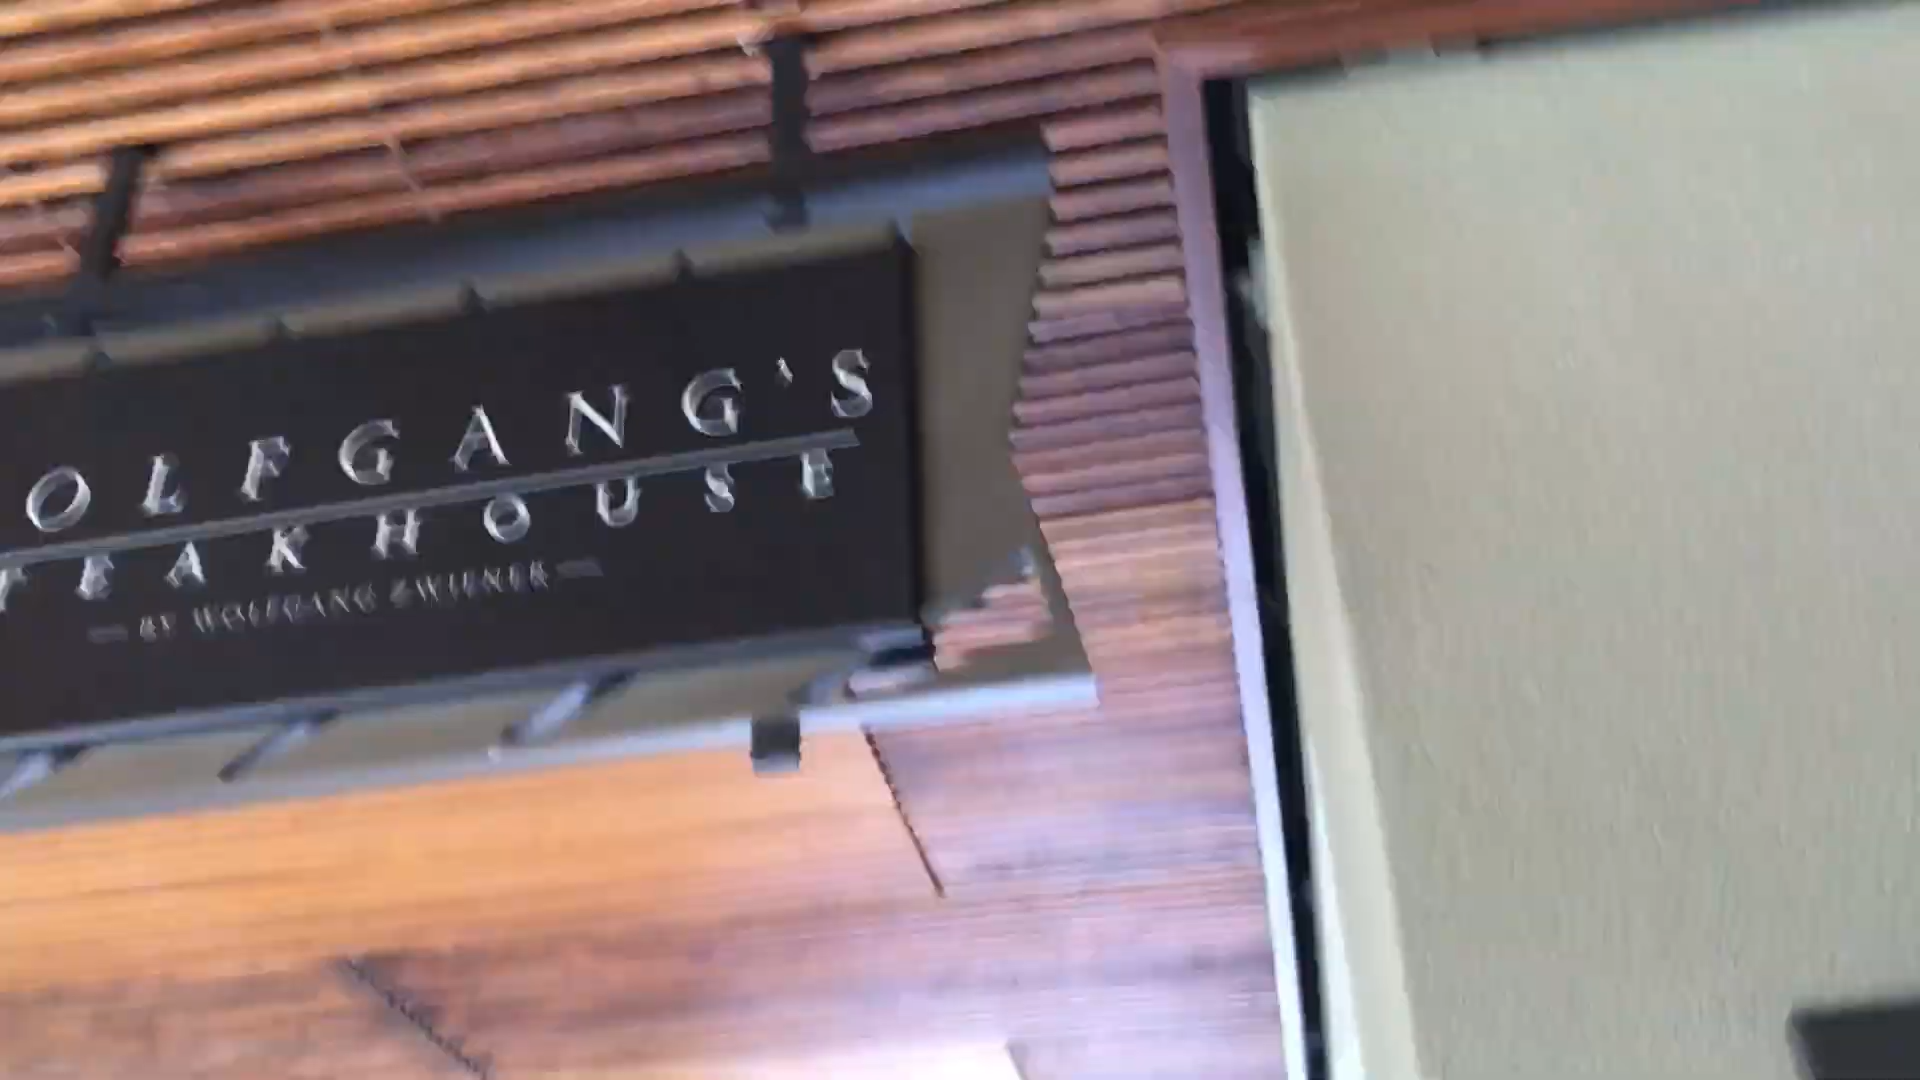 OLFGANG'S
TEAKHOUSE
— BY WOLFGANG ZWIENER —